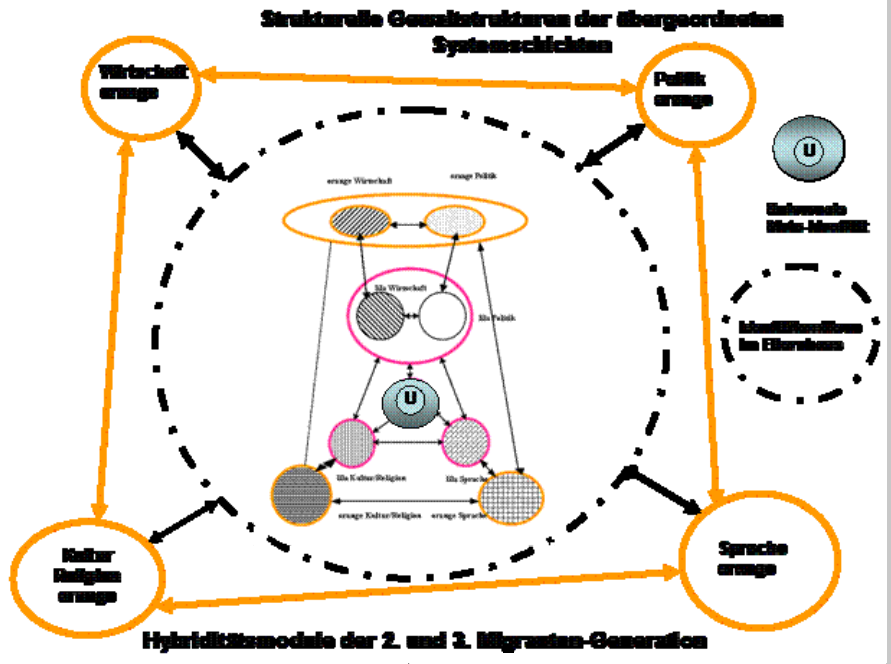 Strukturelle Gewaltstrukturen der übergeordneten
Systemschichten
Wirtschaft
orange
Politik
orange
U
Universale
Meta-Identität
orange Wirtschaft
orange Politik
lila Wirtschaft
lila Politik
im Elternhaus
U
lila Kultur/Religion
lila Sprache
orange Kultur/Religion
orange Sprache
Kultur
Religion
orange
Sprache
orange
Hybriditätsmodule der 2. und 3. Migranten-Generation